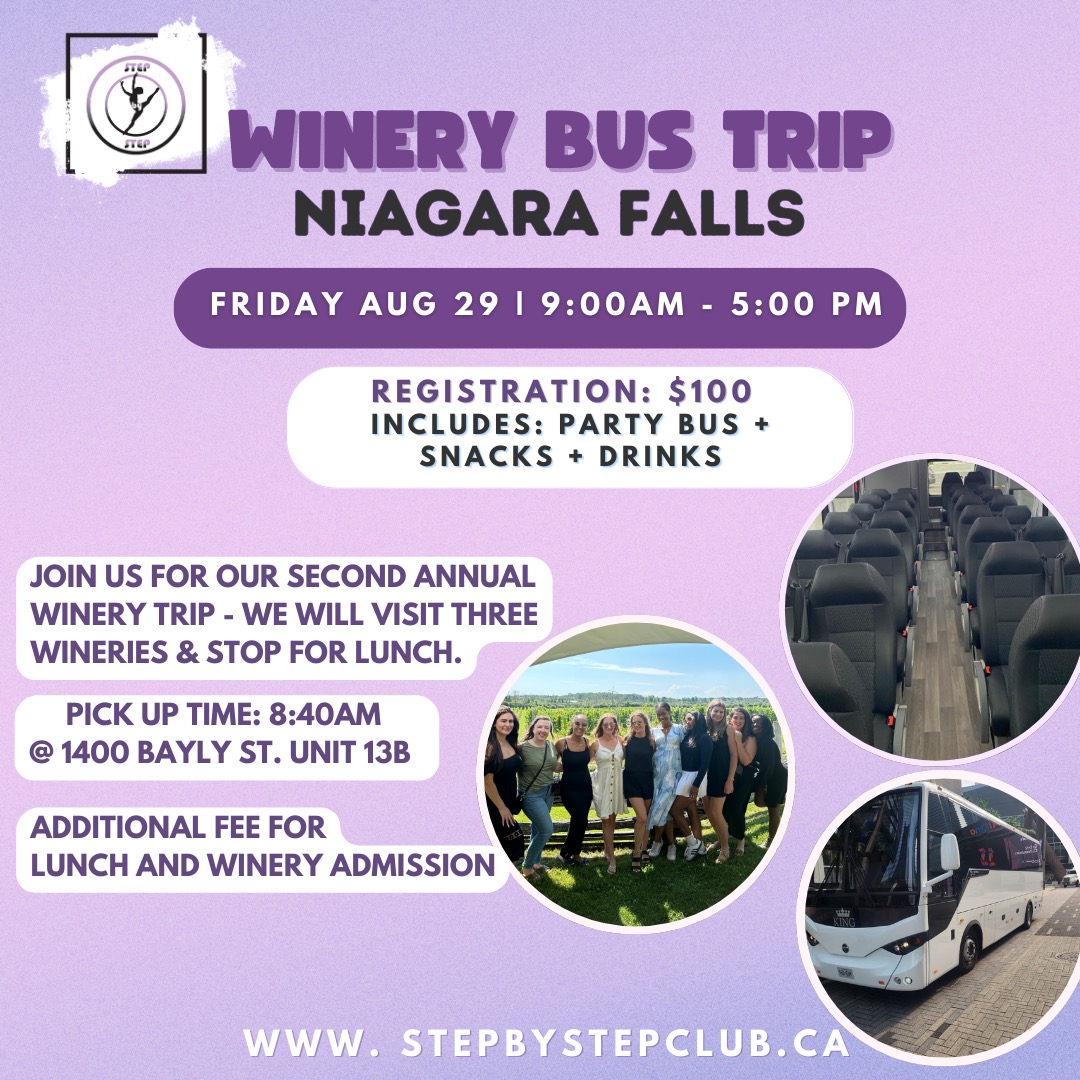 STEP
BY
STEP
WINERY BUS TRIP
NIAGARA FALLS
FRIDAY AUG 29 | 9:00AM - 5:00 PM
REGISTRATION: $100
INCLUDES: PARTY BUS +
SNACKS + DRINKS
JOIN US FOR OUR SECOND ANNUAL
WINERY TRIP - WE WILL VISIT THREE
WINERIES & STOP FOR LUNCH.
PICK UP TIME: 8:40AM
@ 1400 BAYLY ST. UNIT 13B
ADDITIONAL FEE FOR
LUNCH AND WINERY ADMISSION
KING
WWW. STEPBYSTEPCLUB.CA